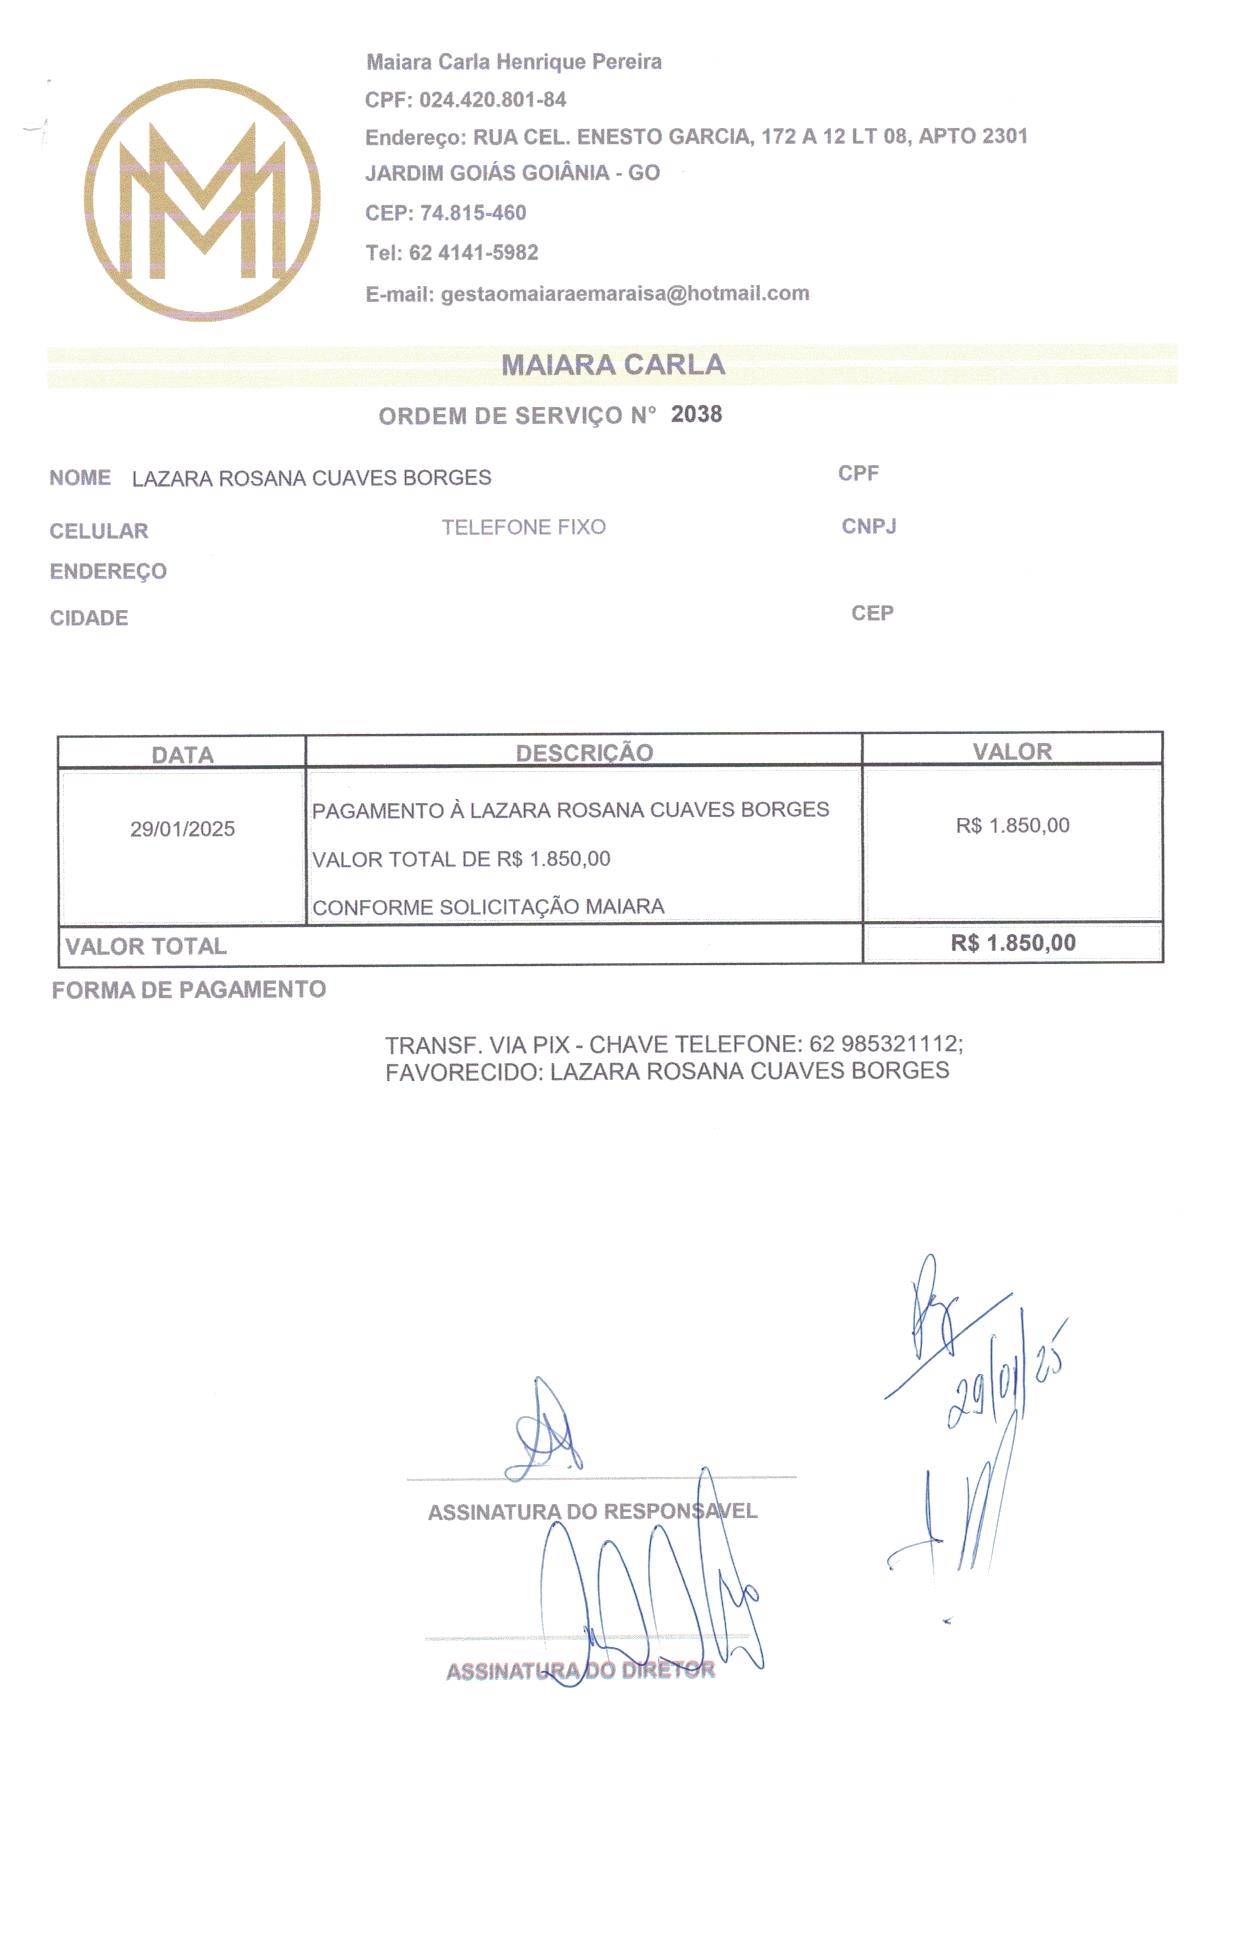 Maiara Carla Henrique Pereira
CPF: 024.420.801-84
Endereço: RUA CEL. ENESTO GARCIA, 172 A 12 LT 08, APTO 2301
JARDIM GOIÁS GOIÂNIA - GO
CEP: 74.815-460
Tel: 62 4141-5982
E-mail: gestaomaiaraemaraisa@hotmail.com
MAIARA CARLA
ORDEM DE SERVIÇO N° 2038
NOME LAZARA ROSANA CUAVES BORGES CPF
CELULAR TELEFONE FIXO CNPJ
ENDEREÇO
CIDADE CEP
DATA DESCRIÇÃO VALOR
PAGAMENTO À LAZARA ROSANA CUAVES BORGES
29/01/2025 R$ 1.850,00
VALOR TOTAL DE R$ 1.850,00
CONFORME SOLICITAÇÃO MAIARA
VALOR TOTAL R$ 1.850,00
FORMA DE PAGAMENTO
TRANSF. VIA PIX - CHAVE TELEFONE: 62 985321112;
FAVORECIDO: LAZARA ROSANA CUAVES BORGES
29/01/25
ASSINATURA DO RESPONSAVEL
ASSINATURA DO DIRETOR